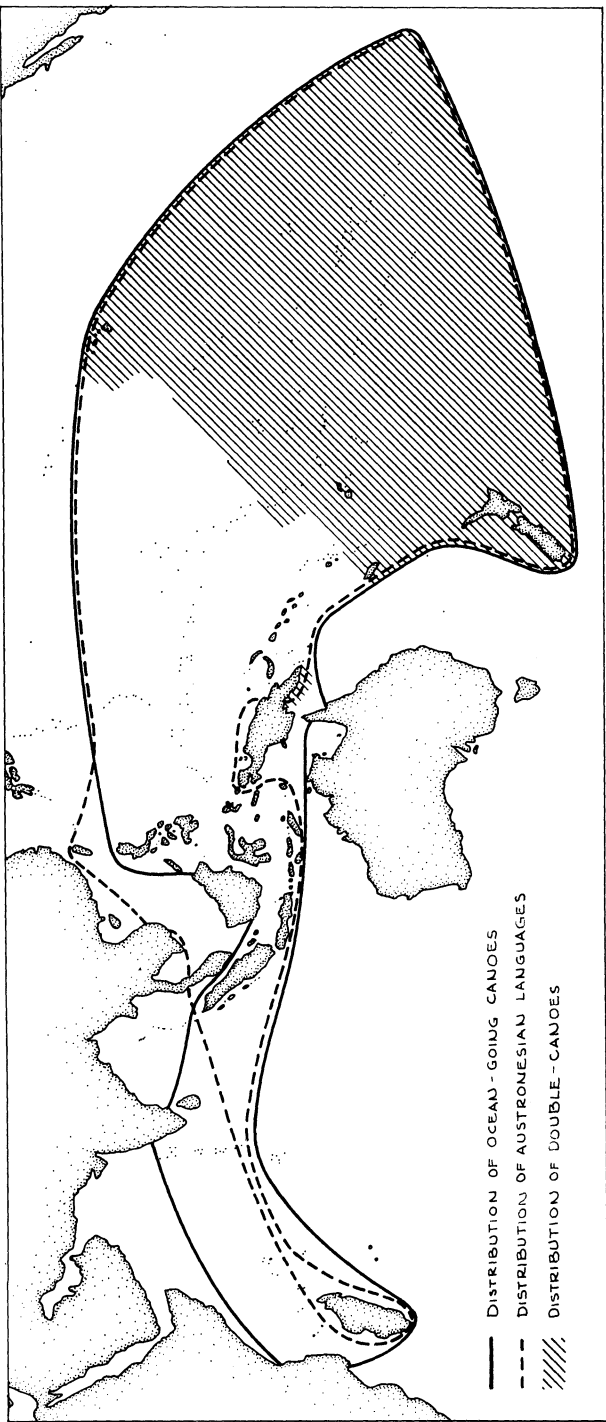 DISTRIBUTION OF OCEAN-GOING CANOES
DISTRIBUTION OF AUSTRONESIAN LANGUAGES
DISTRIBUTION OF DOUBLE-CANOES